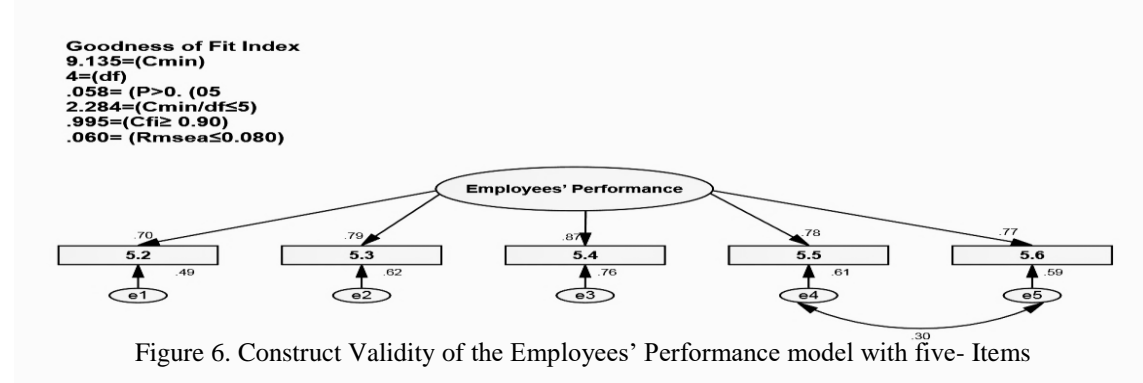 Goodness of Fit Index
9.135=(Cmin)
4=(df)
.058= (P>0. (05
2.284=(Cmin/df≤5)
.995=(Cfi≥ 0.90)
.060= (Rmsea≤0.080)
Employees' Performance
.70 .79 .87 .78 .77
5.2 5.3 5.4 5.5 5.6
.49 .62 .76 .61 .59
e1 e2 e3 e4 e5
.30
Figure 6. Construct Validity of the Employees' Performance model with five- Items